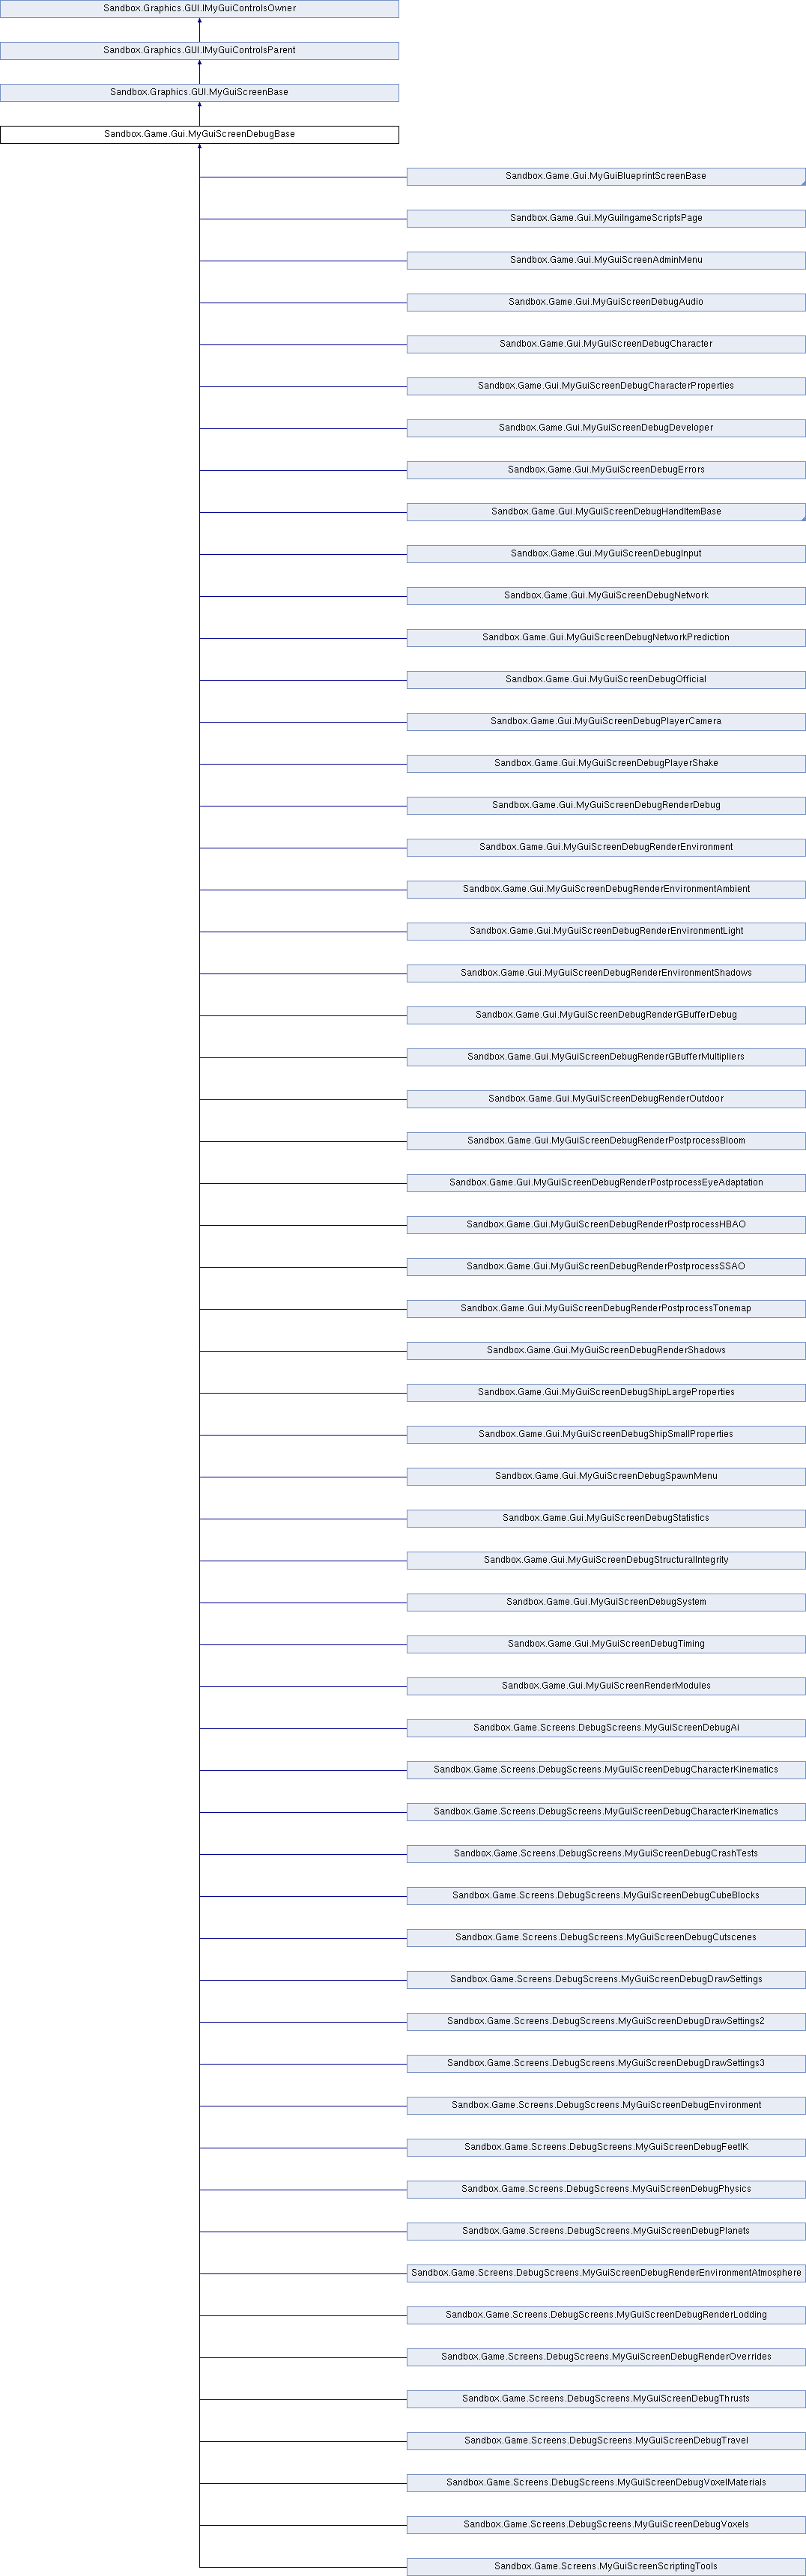 Sandbox.Graphics.GUI.IMyGuiControlsOwner
Sandbox.Graphics.GUI.IMyGuiControlsParent
Sandbox.Graphics.GUI.MyGuiScreenBase
Sandbox.Game.Gui.MyGuiScreenDebugBase
Sandbox.Game.Gui.MyGuiBlueprintScreenBase
Sandbox.Game.Gui.MyGuiIngameScriptsPage
Sandbox.Game.Gui.MyGuiScreenAdminMenu
Sandbox.Game.Gui.MyGuiScreenDebugAudio
Sandbox.Game.Gui.MyGuiScreenDebugCharacter
Sandbox.Game.Gui.MyGuiScreenDebugCharacterProperties
Sandbox.Game.Gui.MyGuiScreenDebugDeveloper
Sandbox.Game.Gui.MyGuiScreenDebugErrors
Sandbox.Game.Gui.MyGuiScreenDebugHandItemBase
Sandbox.Game.Gui.MyGuiScreenDebugInput
Sandbox.Game.Gui.MyGuiScreenDebugNetwork
Sandbox.Game.Gui.MyGuiScreenDebugNetworkPrediction
Sandbox.Game.Gui.MyGuiScreenDebugOfficial
Sandbox.Game.Gui.MyGuiScreenDebugPlayerCamera
Sandbox.Game.Gui.MyGuiScreenDebugPlayerShake
Sandbox.Game.Gui.MyGuiScreenDebugRenderDebug
Sandbox.Game.Gui.MyGuiScreenDebugRenderEnvironment
Sandbox.Game.Gui.MyGuiScreenDebugRenderEnvironmentAmbient
Sandbox.Game.Gui.MyGuiScreenDebugRenderEnvironmentLight
Sandbox.Game.Gui.MyGuiScreenDebugRenderEnvironmentShadows
Sandbox.Game.Gui.MyGuiScreenDebugRenderGBufferDebug
Sandbox.Game.Gui.MyGuiScreenDebugRenderGBufferMultipliers
Sandbox.Game.Gui.MyGuiScreenDebugRenderOutdoor
Sandbox.Game.Gui.MyGuiScreenDebugRenderPostprocessBloom
Sandbox.Game.Gui.MyGuiScreenDebugRenderPostprocessEyeAdaptation
Sandbox.Game.Gui.MyGuiScreenDebugRenderPostprocessHBAO
Sandbox.Game.Gui.MyGuiScreenDebugRenderPostprocessSSAO
Sandbox.Game.Gui.MyGuiScreenDebugRenderPostprocessTonemap
Sandbox.Game.Gui.MyGuiScreenDebugRenderShadows
Sandbox.Game.Gui.MyGuiScreenDebugShipLargeProperties
Sandbox.Game.Gui.MyGuiScreenDebugShipSmallProperties
Sandbox.Game.Gui.MyGuiScreenDebugSpawnMenu
Sandbox.Game.Gui.MyGuiScreenDebugStatistics
Sandbox.Game.Gui.MyGuiScreenDebugStructuralIntegrity
Sandbox.Game.Gui.MyGuiScreenDebugSystem
Sandbox.Game.Gui.MyGuiScreenDebugTiming
Sandbox.Game.Gui.MyGuiScreenRenderModules
Sandbox.Game.Screens.DebugScreens.MyGuiScreenDebugAi
Sandbox.Game.Screens.DebugScreens.MyGuiScreenDebugCharacterKinematics
Sandbox.Game.Screens.DebugScreens.MyGuiScreenDebugCharacterKinematics
Sandbox.Game.Screens.DebugScreens.MyGuiScreenDebugCrashTests
Sandbox.Game.Screens.DebugScreens.MyGuiScreenDebugCubeBlocks
Sandbox.Game.Screens.DebugScreens.MyGuiScreenDebugCutscenes
Sandbox.Game.Screens.DebugScreens.MyGuiScreenDebugDrawSettings
Sandbox.Game.Screens.DebugScreens.MyGuiScreenDebugDrawSettings2
Sandbox.Game.Screens.DebugScreens.MyGuiScreenDebugDrawSettings3
Sandbox.Game.Screens.DebugScreens.MyGuiScreenDebugEnvironment
Sandbox.Game.Screens.DebugScreens.MyGuiScreenDebugFeetIK
Sandbox.Game.Screens.DebugScreens.MyGuiScreenDebugPhysics
Sandbox.Game.Screens.DebugScreens.MyGuiScreenDebugPlanets
Sandbox.Game.Screens.DebugScreens.MyGuiScreenDebugRenderEnvironmentAtmosphere
Sandbox.Game.Screens.DebugScreens.MyGuiScreenDebugRenderLodding
Sandbox.Game.Screens.DebugScreens.MyGuiScreenDebugRenderOverrides
Sandbox.Game.Screens.DebugScreens.MyGuiScreenDebugThrusts
Sandbox.Game.Screens.DebugScreens.MyGuiScreenDebugTravel
Sandbox.Game.Screens.DebugScreens.MyGuiScreenDebugVoxelMaterials
Sandbox.Game.Screens.DebugScreens.MyGuiScreenDebugVoxels
Sandbox.Game.Screens.MyGuiScreenScriptingTools